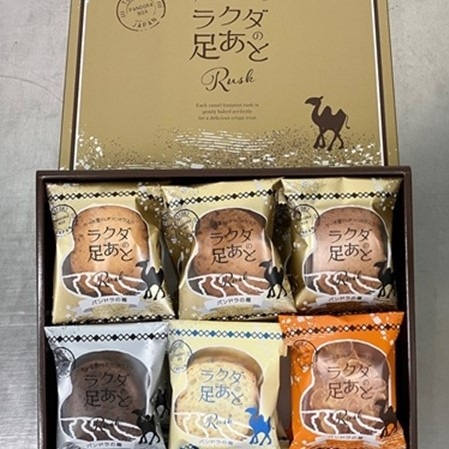 PANDORA BOX
JAPAN
ラクダの
足あと
Rusk
Each camel footprint rusk is
gently baked perfectly
for a delicious crispy treat.
ラクダの
足あと
Rusk
パンドラの箱
ラクダの
足あと
Rusk
パンドラの箱
ラクダの
足あと
Rusk
パンドラの箱
ラクダの
足あと
Rusk
パンドラの箱
ラクダの
足あと
Rusk
パンドラの箱
ラクダの
足あと
Rusk
パンドラの箱